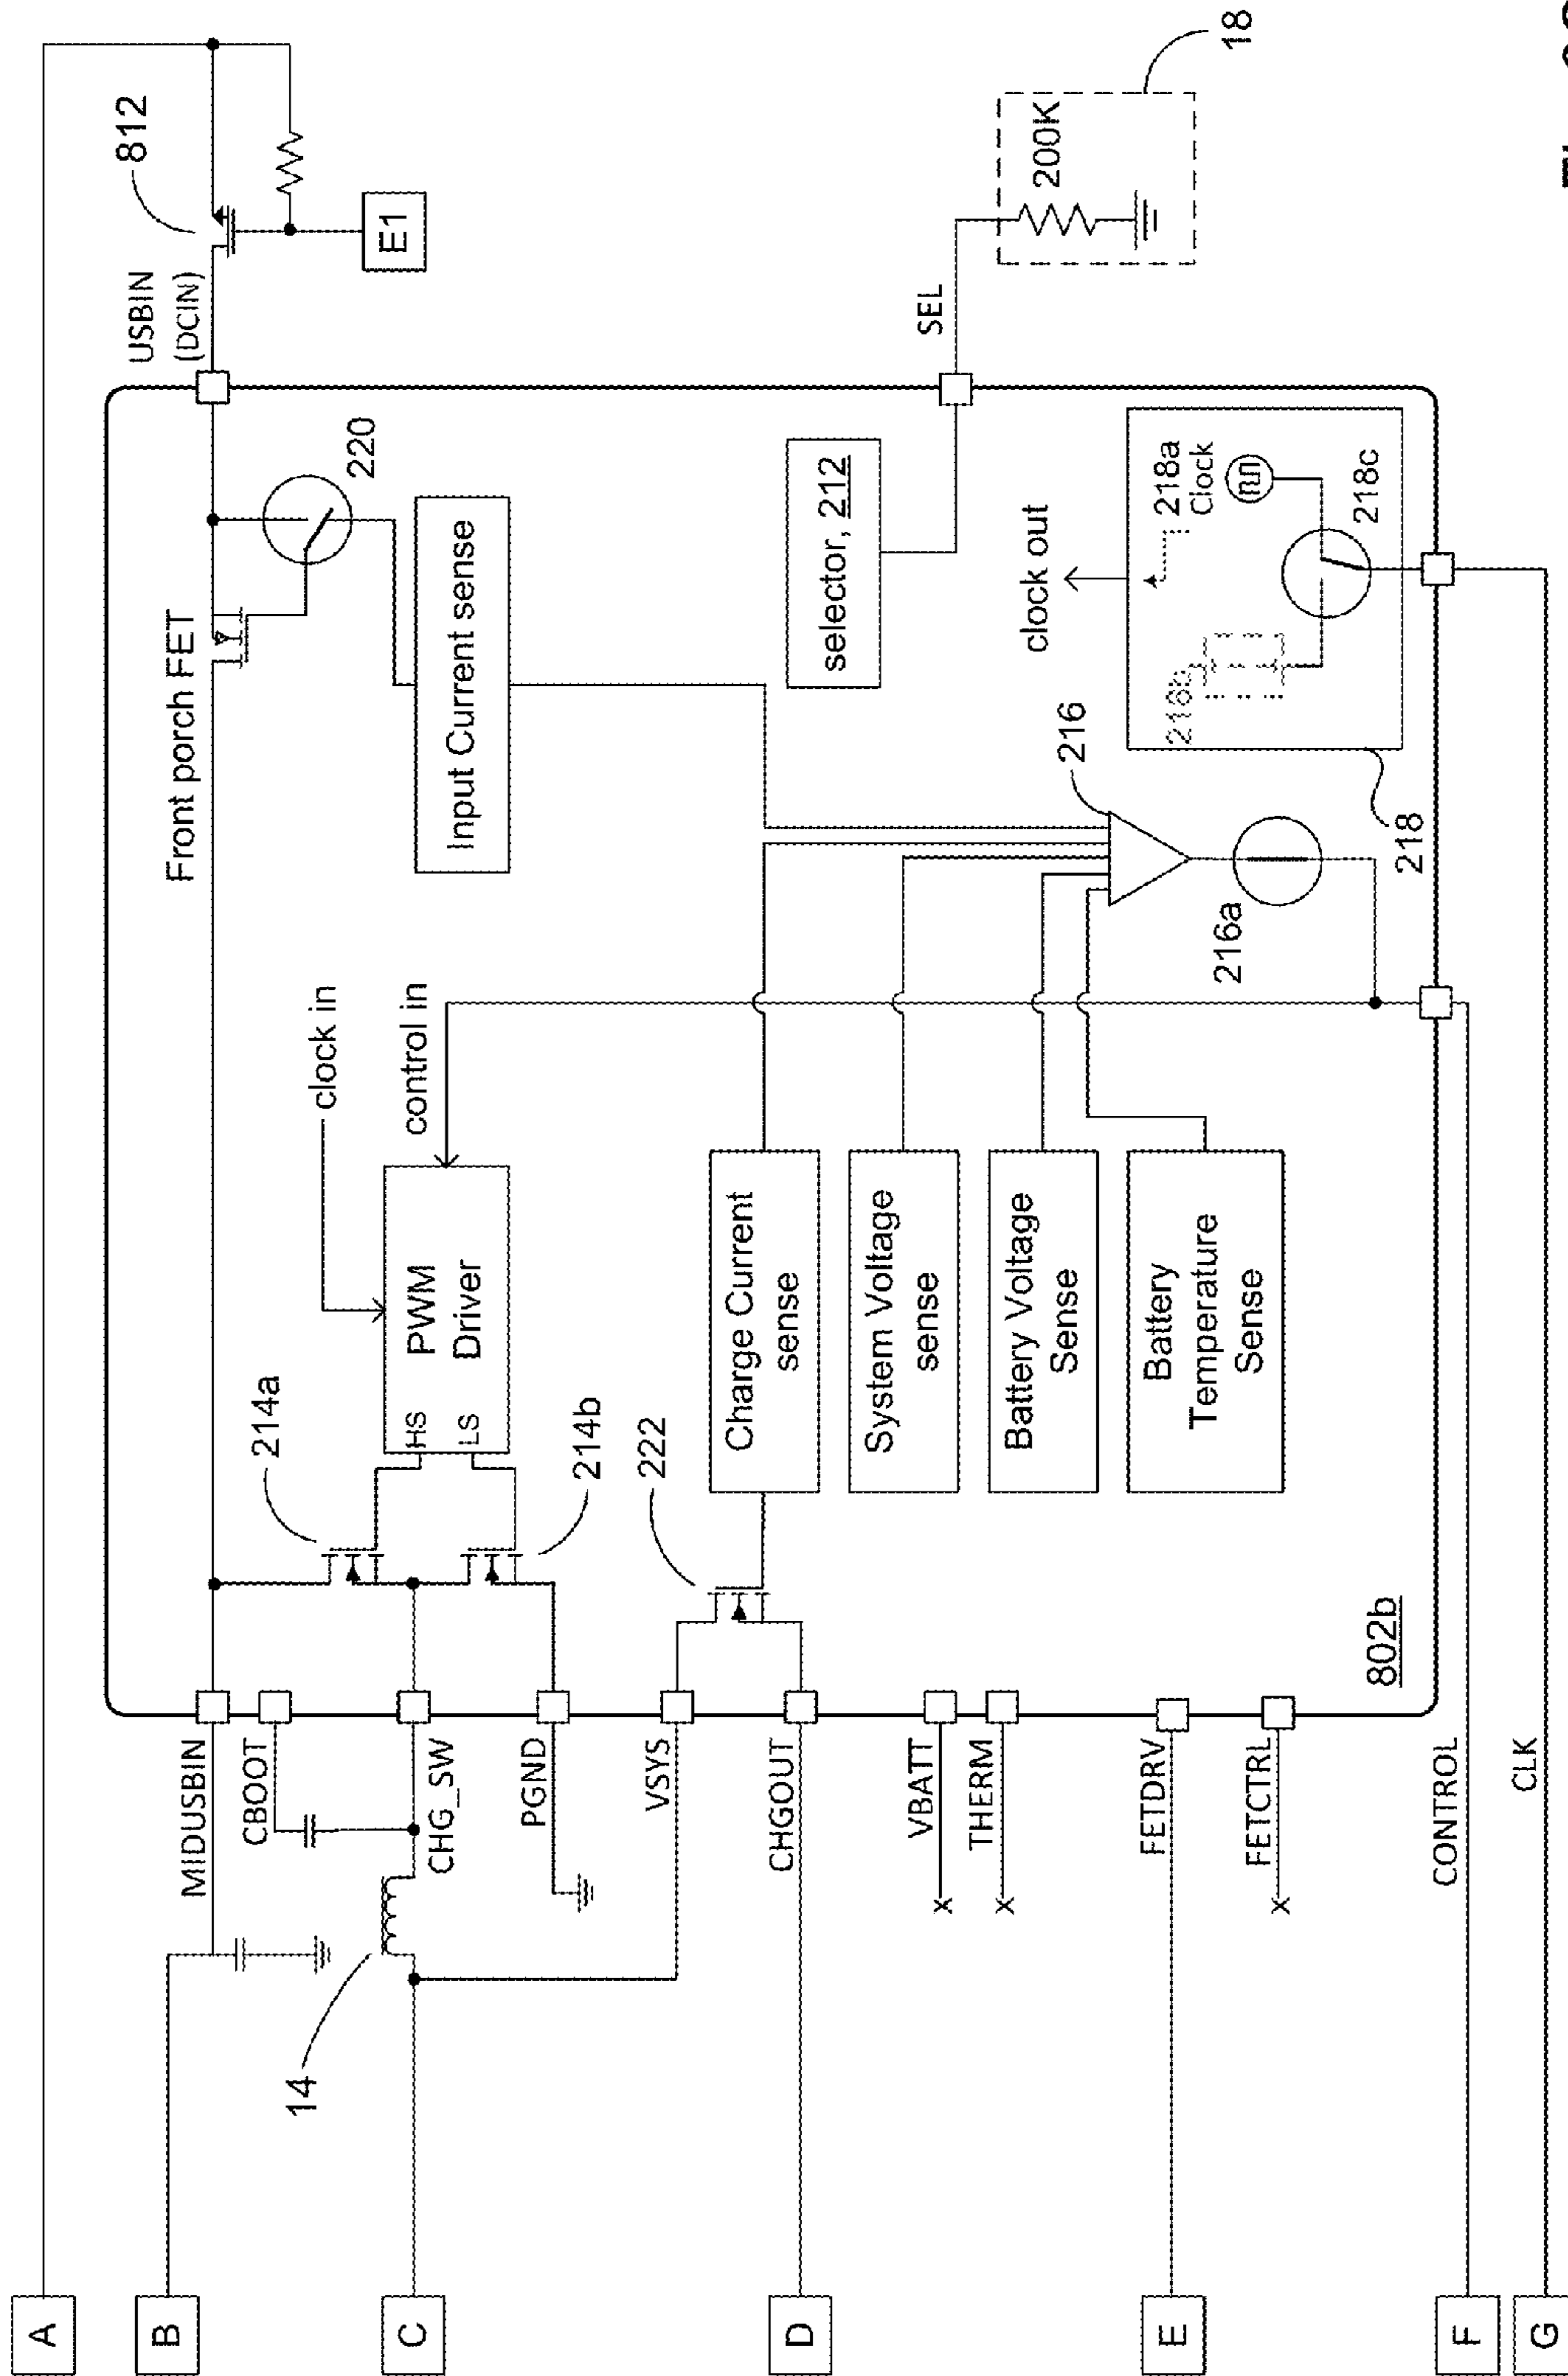 A
B
C
D
E
F
G
MIDUSBIN
CBOOT
CHG_SW
PGND
VSYS
CHGOUT
VBATT
x
THERM
x
FETDRV
FETCTRL
x
CONTROL
CLK
14
802b
214a
214b
222
HS
LS
PWM
Driver
clock in
control in
Charge Current
sense
System Voltage
sense
Battery Voltage
Sense
Battery
Temperature
Sense
Front porch FET
Input Current sense
220
216
216a
218
selector, 212
clock out
218a
Clock
218b
218c
USBIN
(DCIN)
812
E1
SEL
200K
18